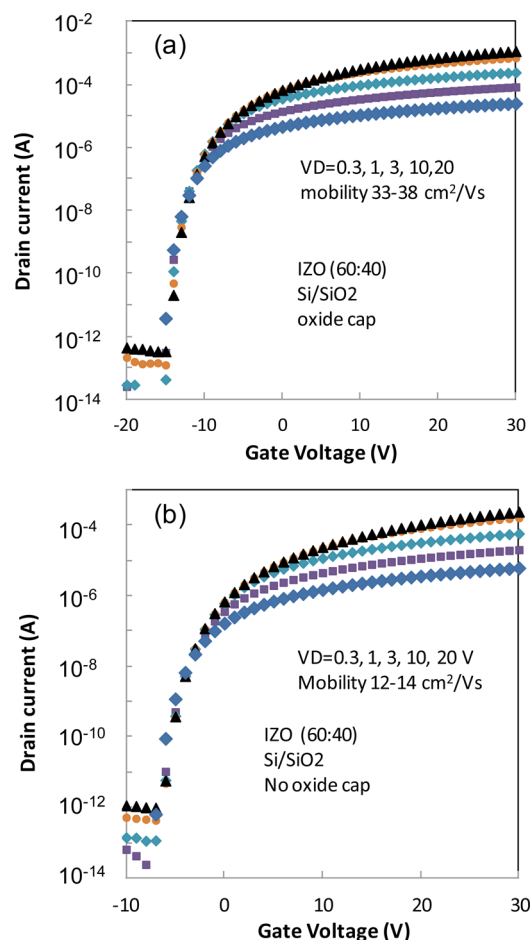 (a)
10-2
10-4
10-6
10-8
10-10
10-12
10-14
Drain current (A)
VD=0.3, 1, 3, 10,20
mobility 33-38 cm2/Vs
IZO (60:40)
Si/SiO2
oxide cap
-20
-10
0
10
20
30
Gate Voltage (V)
(b)
10-4
10-6
10-8
10-10
10-12
10-14
Drain current (A)
VD=0.3, 1, 3, 10, 20 V
Mobility 12-14 cm2/Vs
IZO (60:40)
Si/SiO2
No oxide cap
-10
0
10
20
30
Gate Voltage (V)